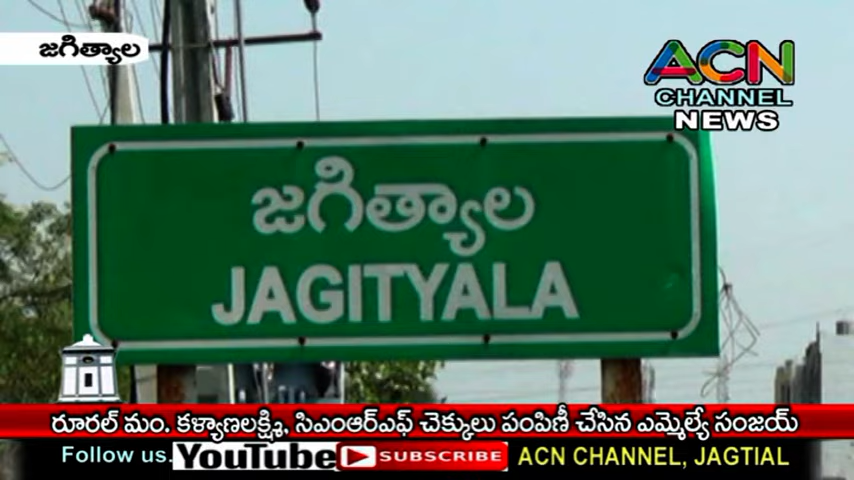 జగిత్యాల
ACN
CHANNEL
NEWS
జగిత్యాల
JAGITYALA
రూరల్ మం. కళ్యాణలక్ష్మి, సిఎంఆర్ఎఫ్ చెక్కులు పంపిణీ చేసిన ఎమ్మెల్యే సంజయ్
Follow us. YouTube SUBSCRIBE ACN CHANNEL, JAGTIAL